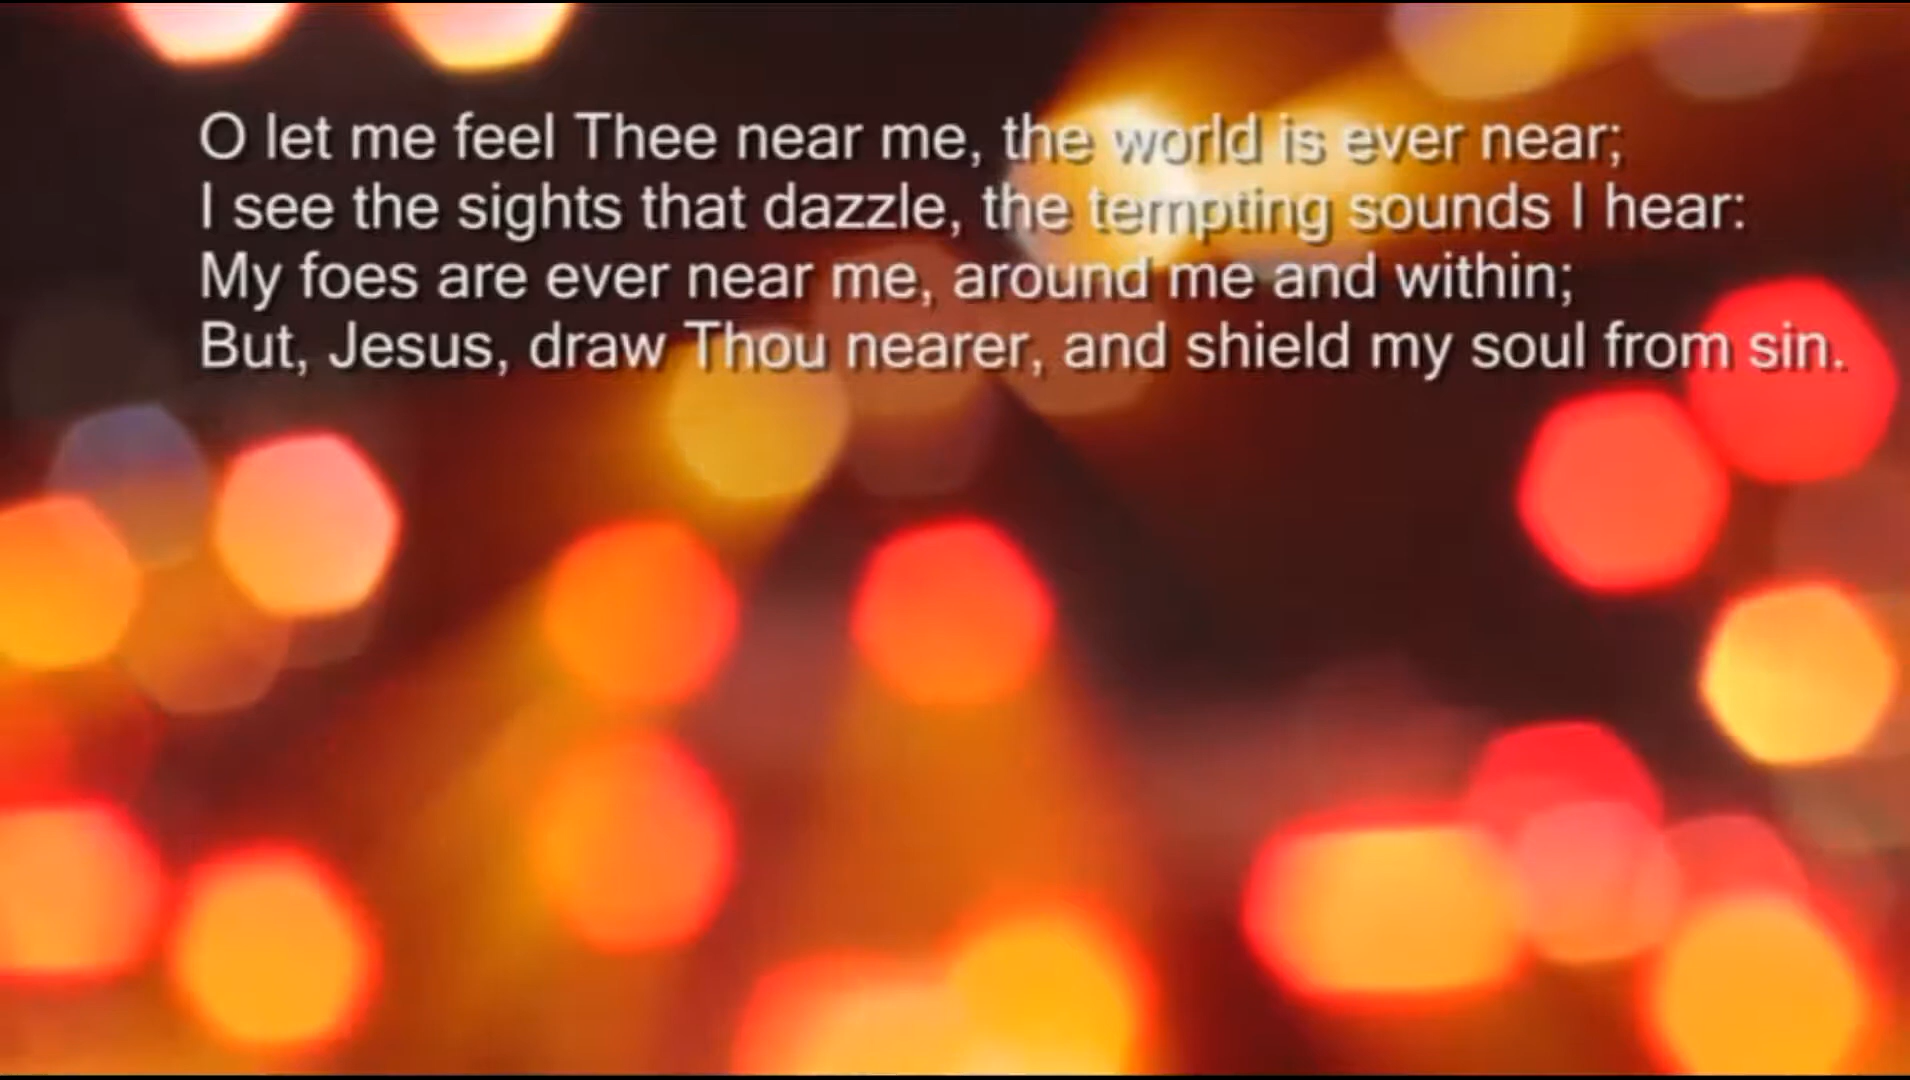 O let me feel Thee near me, the world is ever near;
I see the sights that dazzle, the tempting sounds I hear:
My foes are ever near me, around me and within;
But, Jesus, draw Thou nearer, and shield my soul from sin.